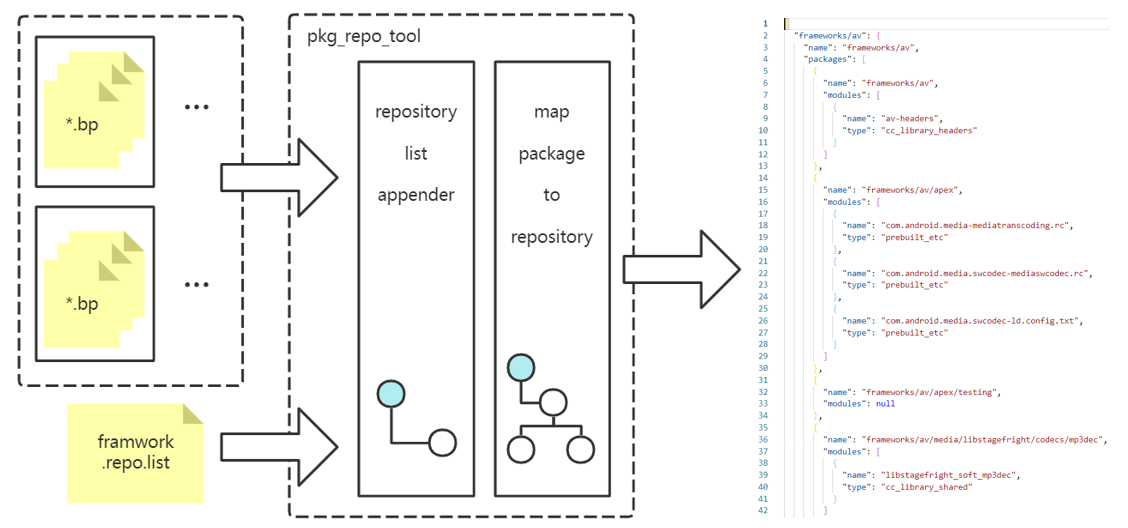 *.bp
...
*.bp
...
framwork
.repo.list
pkg_repo_tool
repository
list
appender
map
package
to
repository
1 {
2 "frameworks/av": {
3 "name": "frameworks/av",
4 "packages": [
5 {
6 "name": "frameworks/av",
7 "modules": [
8 {
9 "name": "av-headers",
10 "type": "cc_library_headers"
11 }
12 ]
13 },
14 {
15 "name": "frameworks/av/apex",
16 "modules": [
17 {
18 "name": "com.android.media-mediatranscoding.rc",
19 "type": "prebuilt_etc"
20 },
21 {
22 "name": "com.android.media.swcodec-mediaswcodec.rc",
23 "type": "prebuilt_etc"
24 },
25 {
26 "name": "com.android.media.swcodec-ld.config.txt",
27 "type": "prebuilt_etc"
28 }
29 ]
30 },
31 {
32 "name": "frameworks/av/apex/testing",
33 "modules": null
34 },
35 {
36 "name": "frameworks/av/media/libstagefright/codecs/mp3dec",
37 "modules": [
38 {
39 "name": "libstagefright_soft_mp3dec",
40 "type": "cc_library_shared"
41 }
42 ]